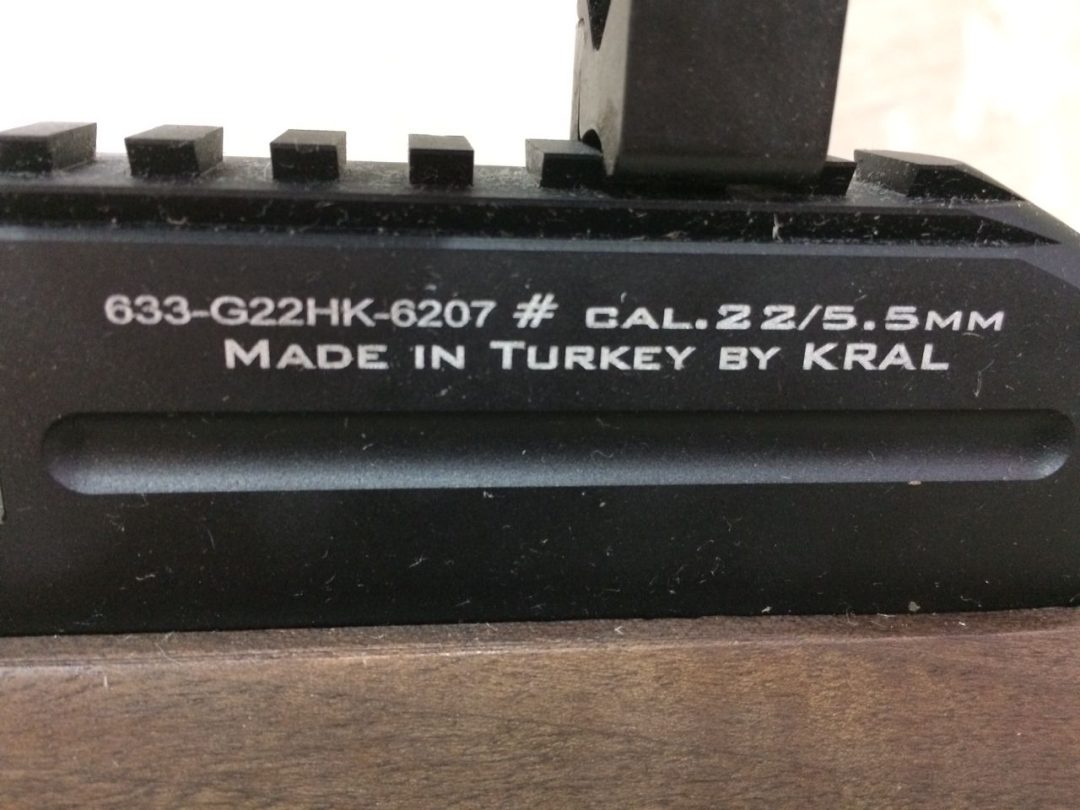 633-G22HK-6207 # CAL.22/5.5MM
MADE IN TURKEY BY KRAL